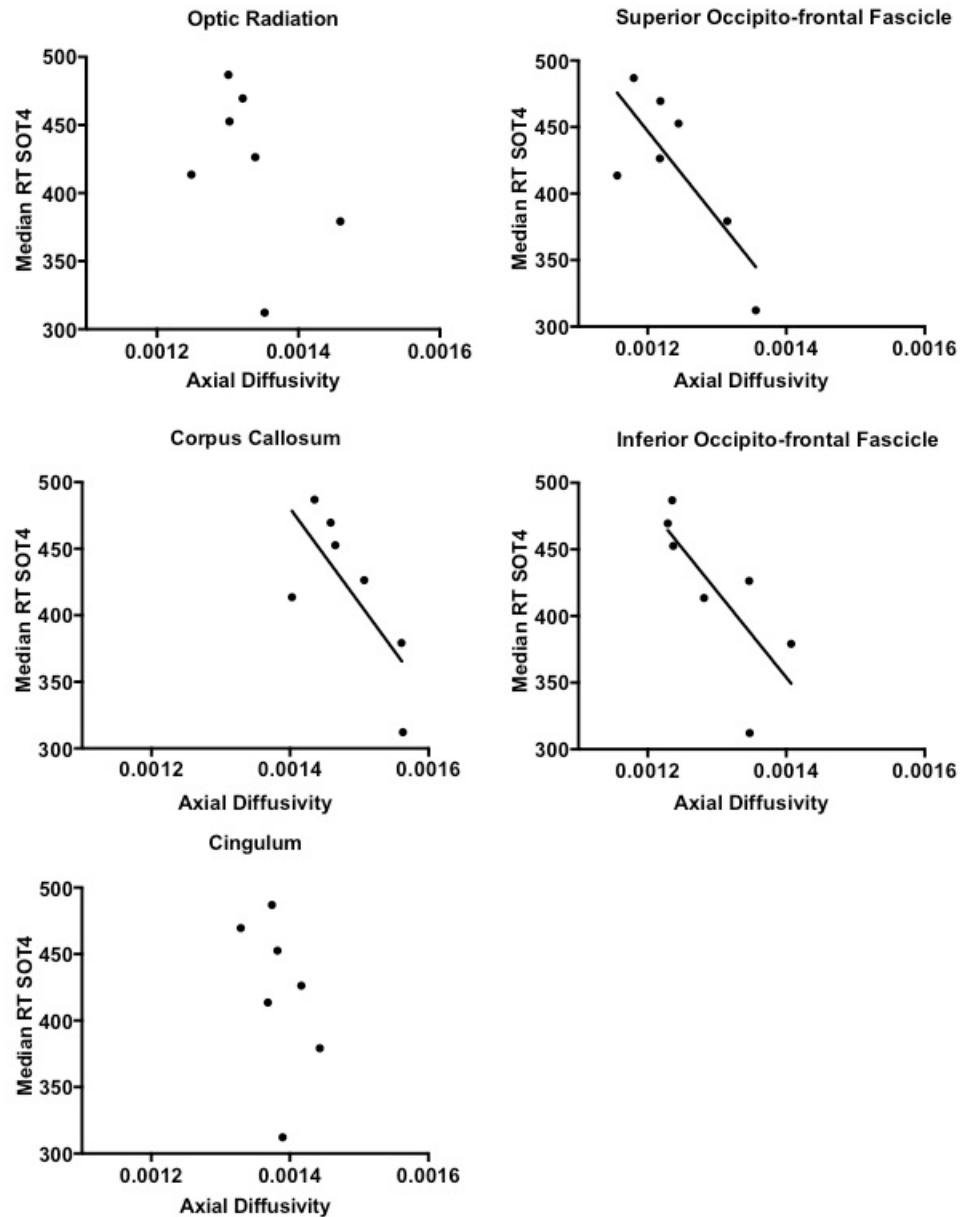 Optic Radiation
500
450
400
350
300
Median RT SOT4
0.0012 0.0014 0.0016
Axial Diffusivity
Superior Occipito-frontal Fascicle
500
450
400
350
300
Median RT SOT4
0.0012 0.0014 0.0016
Axial Diffusivity
Corpus Callosum
500
450
400
350
300
Median RT SOT4
0.0012 0.0014 0.0016
Axial Diffusivity
Inferior Occipito-frontal Fascicle
500
450
400
350
300
Median RT SOT4
0.0012 0.0014 0.0016
Axial Diffusivity
Cingulum
500
450
400
350
300
Median RT SOT4
0.0012 0.0014 0.0016
Axial Diffusivity